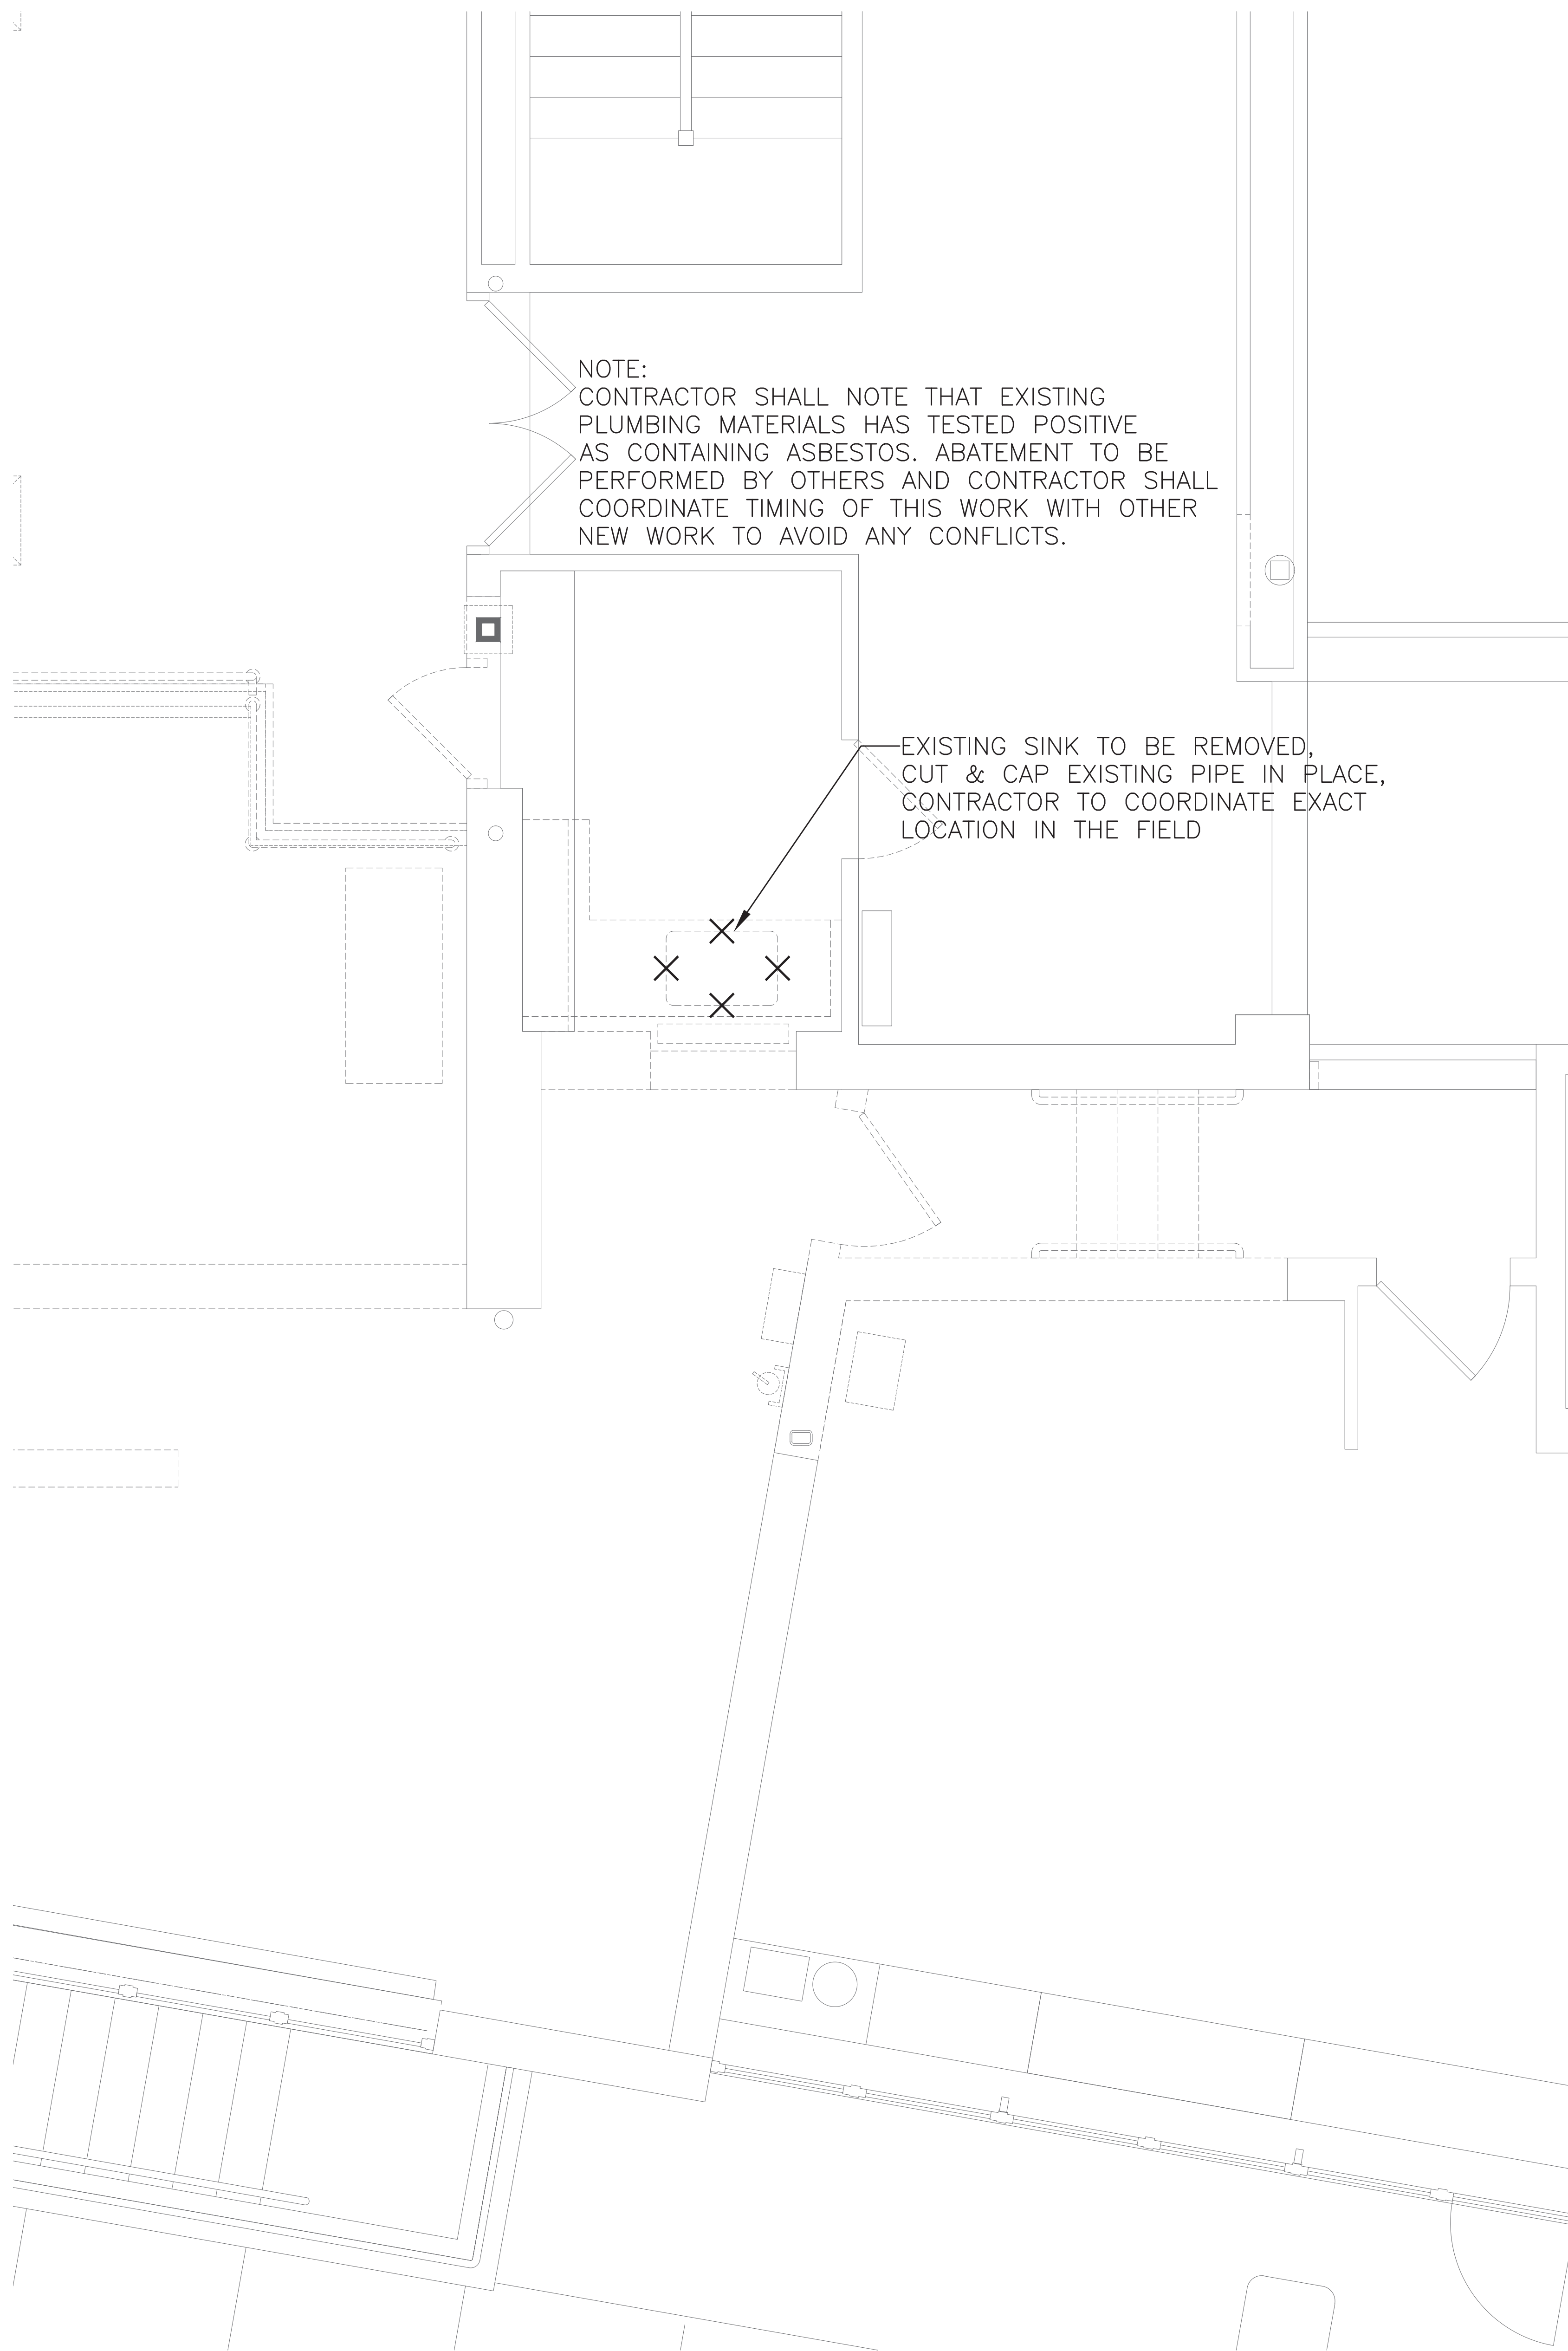 NOTE:
CONTRACTOR SHALL NOTE THAT EXISTING
PLUMBING MATERIALS HAS TESTED POSITIVE
AS CONTAINING ASBESTOS. ABATEMENT TO BE
PERFORMED BY OTHERS AND CONTRACTOR SHALL
COORDINATE TIMING OF THIS WORK WITH OTHER
NEW WORK TO AVOID ANY CONFLICTS.
EXISTING SINK TO BE REMOVED,
CUT & CAP EXISTING PIPE IN PLACE,
CONTRACTOR TO COORDINATE EXACT
LOCATION IN THE FIELD